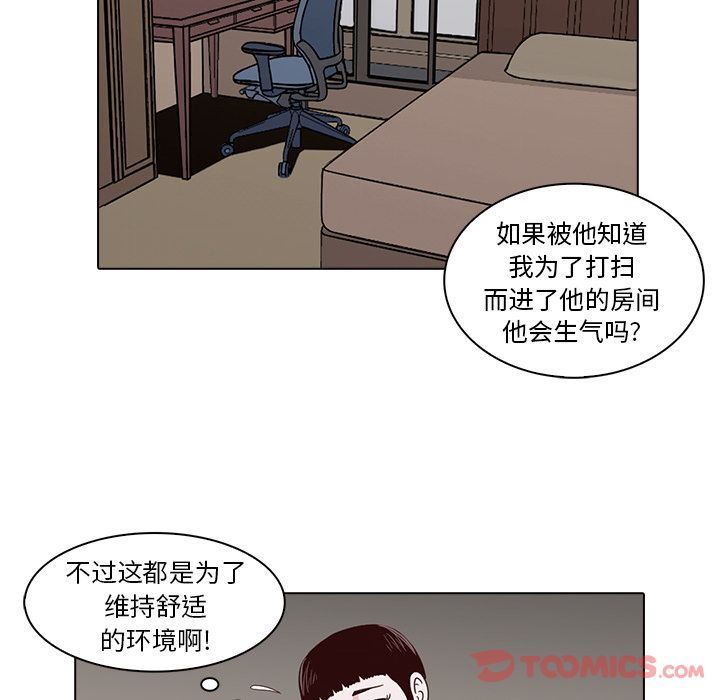 如果被他知道
我为了打扫
而进了他的房间
他会生气吗?
不过这都是为了
维持舒适
的环境啊!
TOOMICS.com